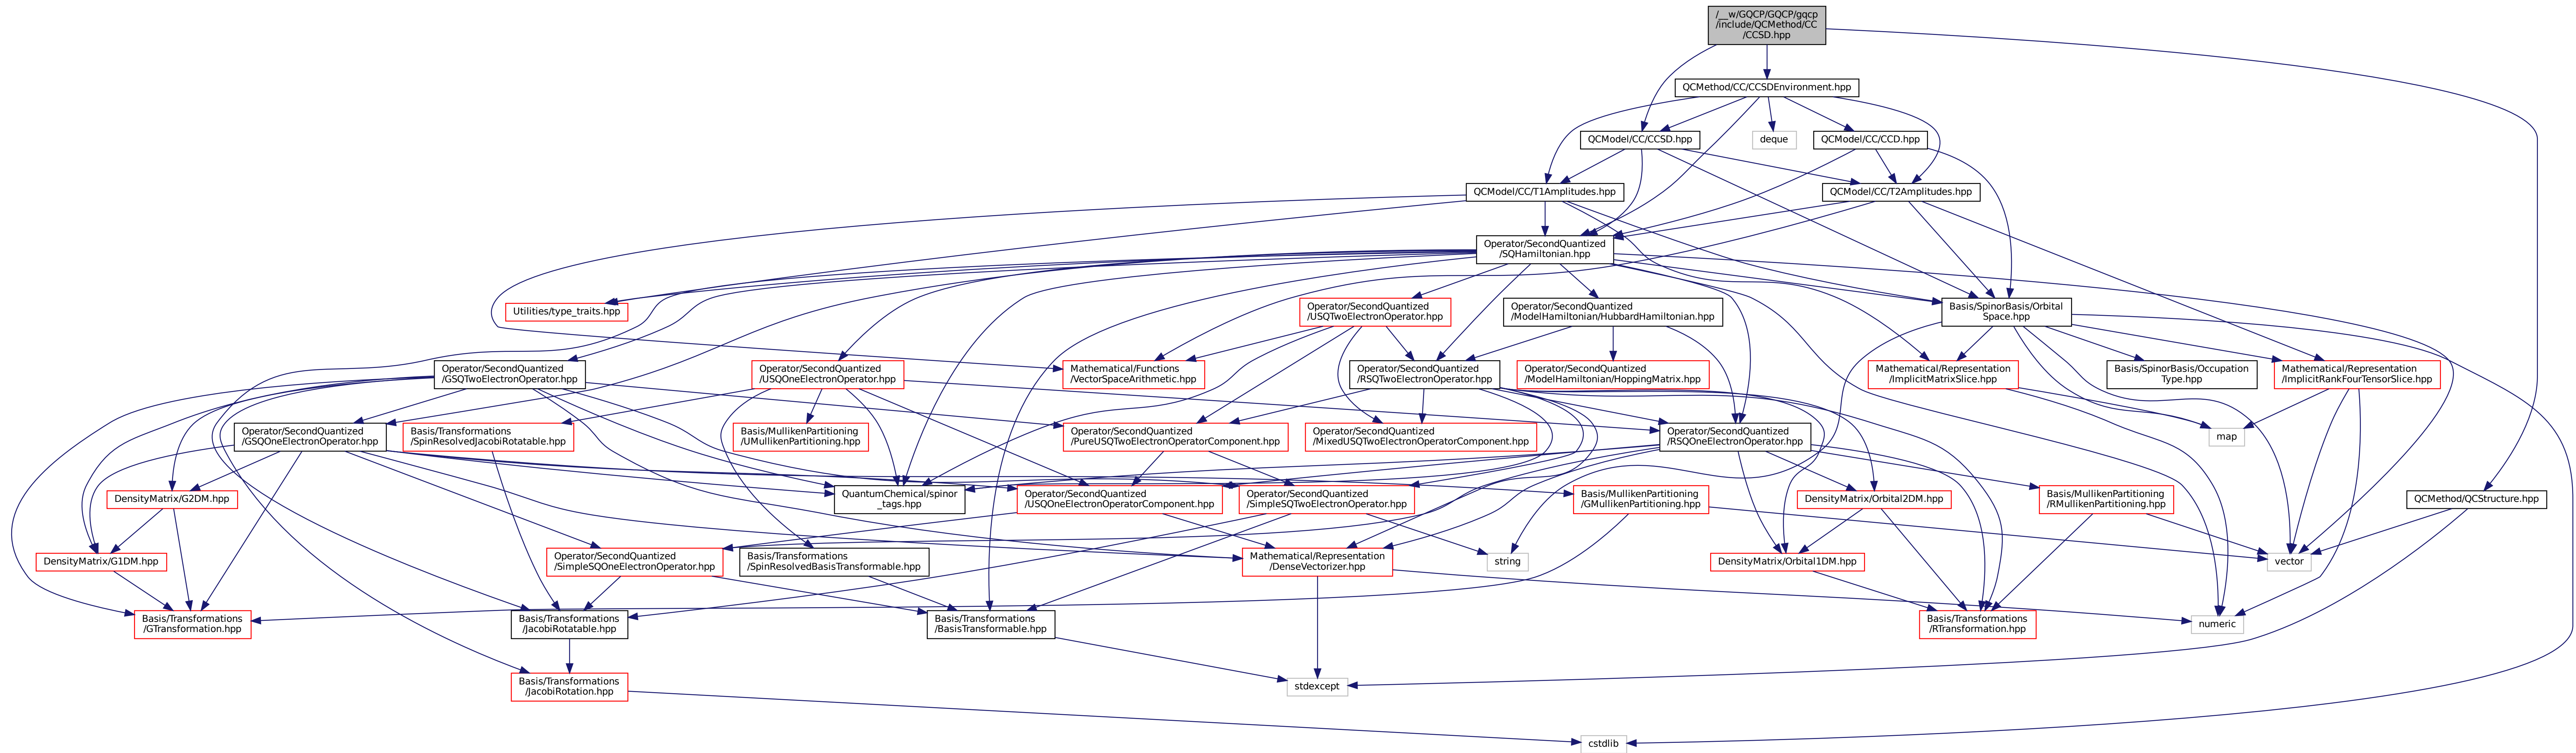 /__w/GQCP/GQCP/gqcp
/include/QCMethod/CC
/CCSD.hpp
QCMethod/CC/CCSDEnvironment.hpp
QCModel/CC/CCSD.hpp
deque
QCModel/CC/CCD.hpp
QCModel/CC/T1Amplitudes.hpp
QCModel/CC/T2Amplitudes.hpp
Operator/SecondQuantized
/SQHamiltonian.hpp
Utilities/type_traits.hpp
Operator/SecondQuantized
/USQTwoElectronOperator.hpp
Operator/SecondQuantized
/ModelHamiltonian/HubbardHamiltonian.hpp
Basis/SpinorBasis/Orbital
Space.hpp
Operator/SecondQuantized
/GSQTwoElectronOperator.hpp
Operator/SecondQuantized
/USQOneElectronOperator.hpp
Mathematical/Functions
/VectorSpaceArithmetic.hpp
Operator/SecondQuantized
/RSQTwoElectronOperator.hpp
Operator/SecondQuantized
/ModelHamiltonian/HoppingMatrix.hpp
Mathematical/Representation
/ImplicitMatrixSlice.hpp
Basis/SpinorBasis/Occupation
Type.hpp
Mathematical/Representation
/ImplicitRankFourTensorSlice.hpp
Operator/SecondQuantized
/GSQOneElectronOperator.hpp
Basis/Transformations
/SpinResolvedJacobiRotatable.hpp
Basis/MullikenPartitioning
/UMullikenPartitioning.hpp
Operator/SecondQuantized
/PureUSQTwoElectronOperatorComponent.hpp
Operator/SecondQuantized
/MixedUSQTwoElectronOperatorComponent.hpp
Operator/SecondQuantized
/RSQOneElectronOperator.hpp
map
DensityMatrix/G2DM.hpp
QuantumChemical/spinor
_tags.hpp
Operator/SecondQuantized
/USQOneElectronOperatorComponent.hpp
Operator/SecondQuantized
/SimpleSQTwoElectronOperator.hpp
Basis/MullikenPartitioning
/GMullikenPartitioning.hpp
DensityMatrix/Orbital2DM.hpp
Basis/MullikenPartitioning
/RMullikenPartitioning.hpp
QCMethod/QCStructure.hpp
DensityMatrix/G1DM.hpp
Operator/SecondQuantized
/SimpleSQOneElectronOperator.hpp
Basis/Transformations
/SpinResolvedBasisTransformable.hpp
Mathematical/Representation
/DenseVectorizer.hpp
string
DensityMatrix/Orbital1DM.hpp
vector
Basis/Transformations
/GTransformation.hpp
Basis/Transformations
/JacobiRotatable.hpp
Basis/Transformations
/BasisTransformable.hpp
Basis/Transformations
/RTransformation.hpp
numeric
Basis/Transformations
/JacobiRotation.hpp
stdexcept
cstdlib